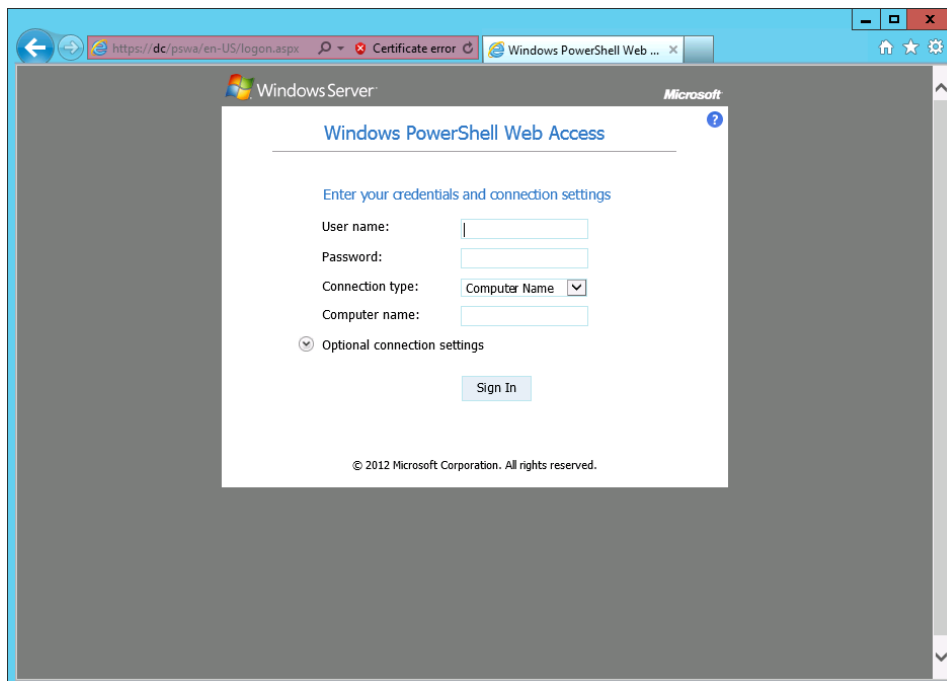 https://dc/pswa/en-US/logon.aspx Certificate error Windows PowerShell Web ...
WindowsServer
Microsoft
Windows PowerShell Web Access
?
Enter your credentials and connection settings
User name:
Password:
Connection type: Computer Name
Computer name:
Optional connection settings
Sign In
© 2012 Microsoft Corporation. All rights reserved.